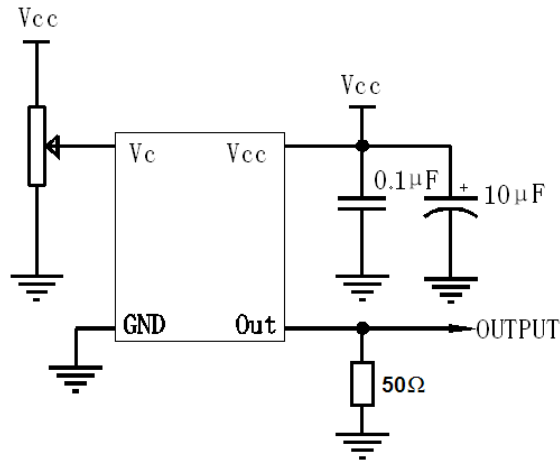 Vcc
Vcc
Vc
Vcc
0.1μF
+
10μF
GND
Out
OUTPUT
50Ω